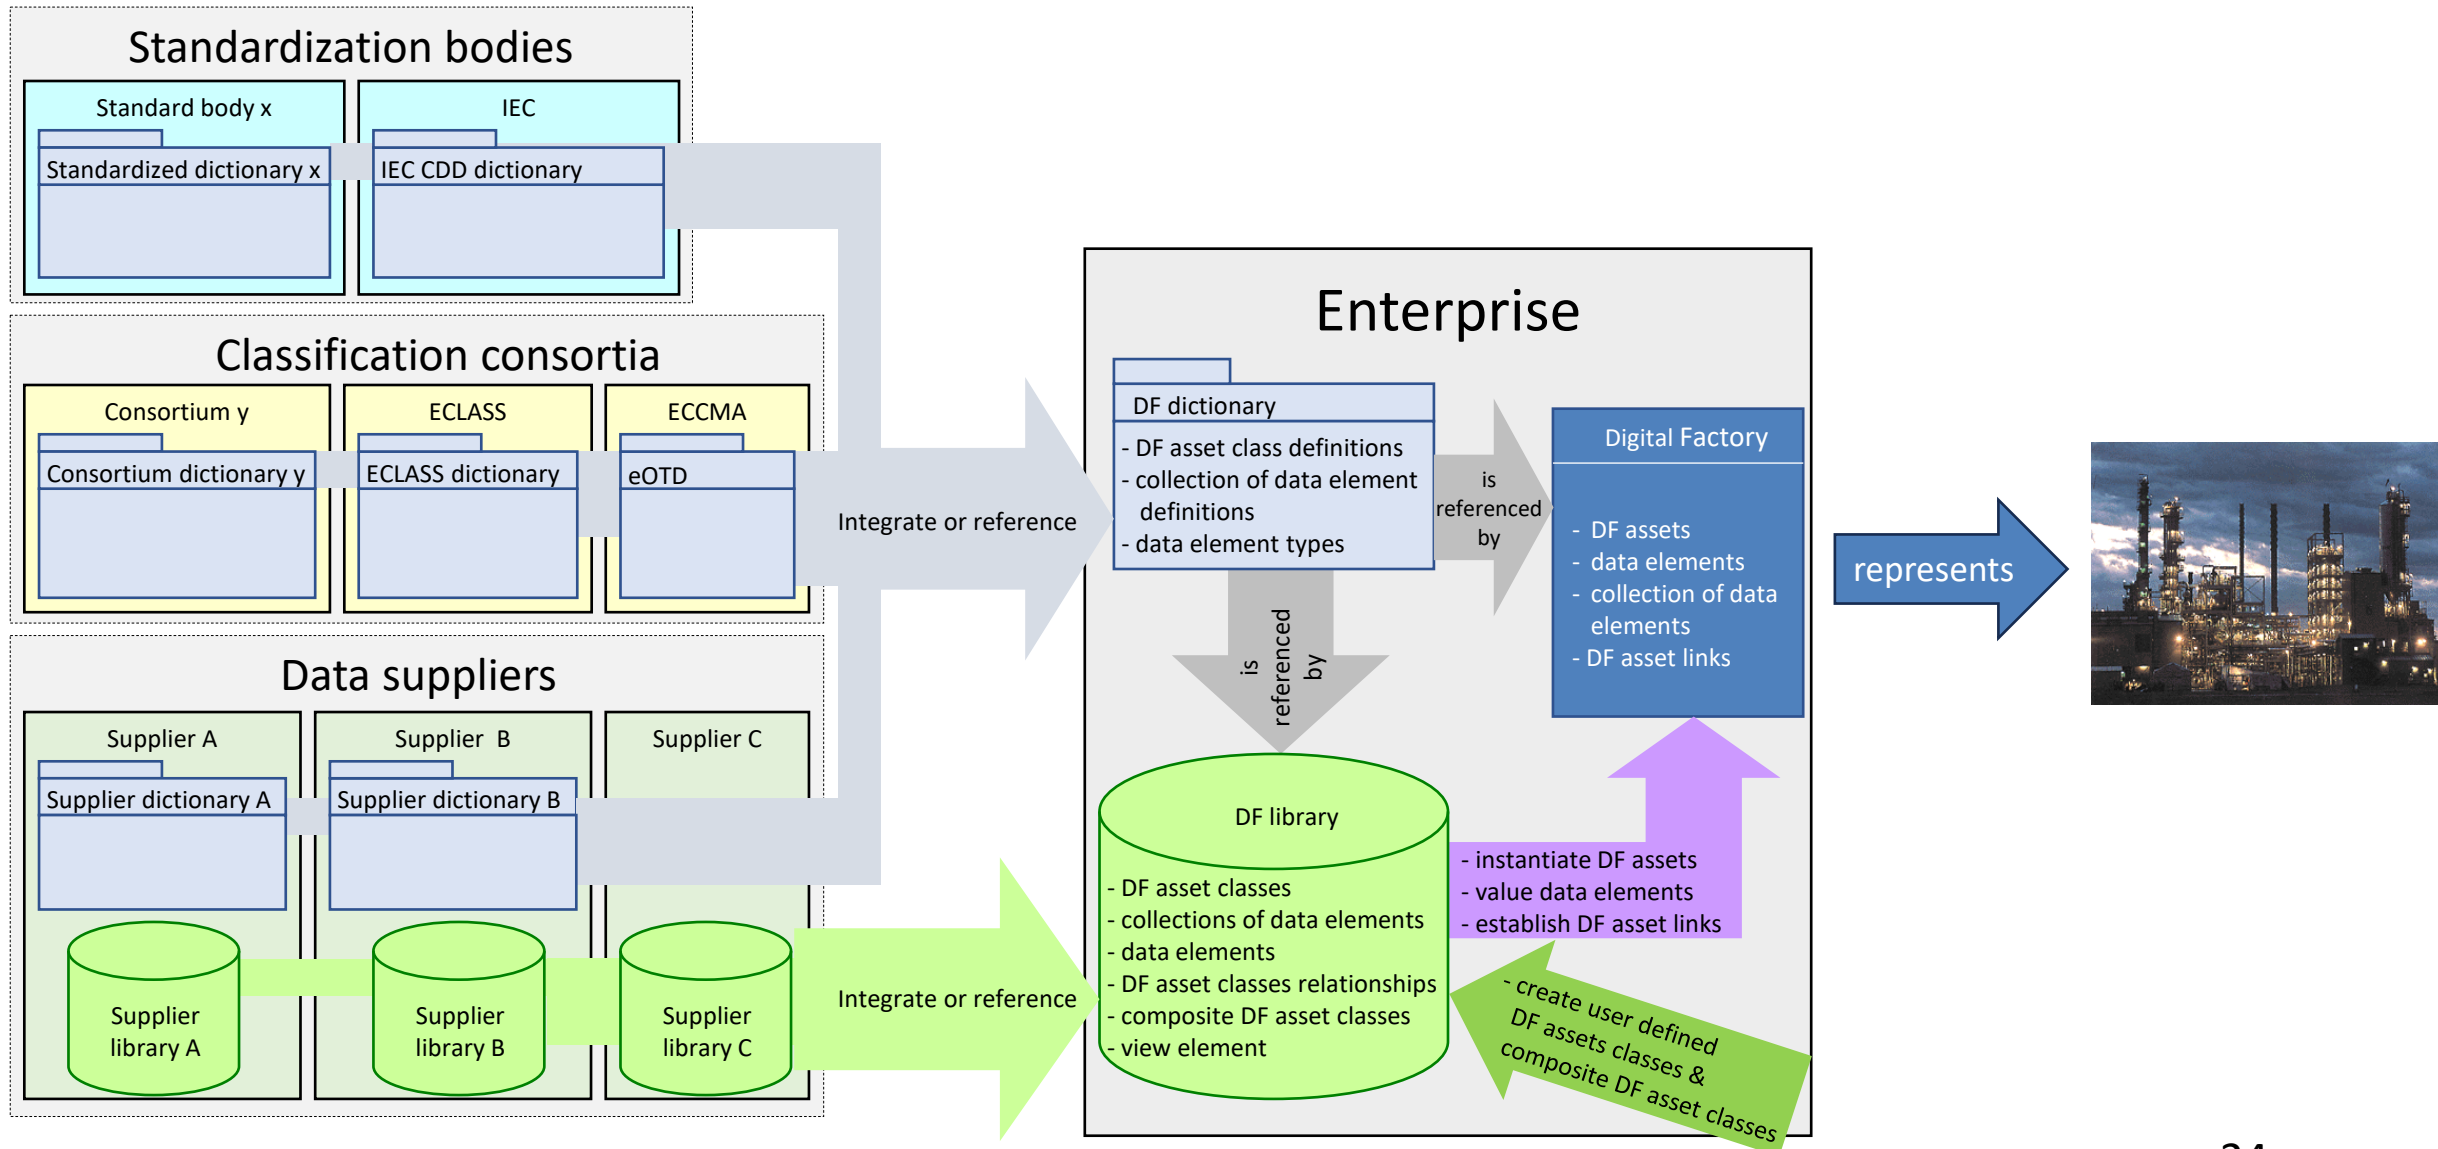 Standardization bodies
Standard body x
IEC
Standardized dictionary x
IEC CDD dictionary
Classification consortia
Consortium y
ECLASS
ECCMA
Consortium dictionary y
ECLASS dictionary
eOTD
Data suppliers
Supplier A
Supplier B
Supplier C
Supplier dictionary A
Supplier dictionary B
Supplier
library A
Supplier
library B
Supplier
library C
Integrate or reference
Integrate or reference
Enterprise
DF dictionary
- DF asset class definitions
- collection of data element
definitions
- data element types
is
referenced
by
is
referenced
by
Digital Factory
- DF assets
- data elements
- collection of data
elements
- DF asset links
DF library
- DF asset classes
- collections of data elements
- data elements
- DF asset classes relationships
- composite DF asset classes
- view element
- instantiate DF assets
- value data elements
- establish DF asset links
- create user defined
DF assets classes &
composite DF asset classes
represents